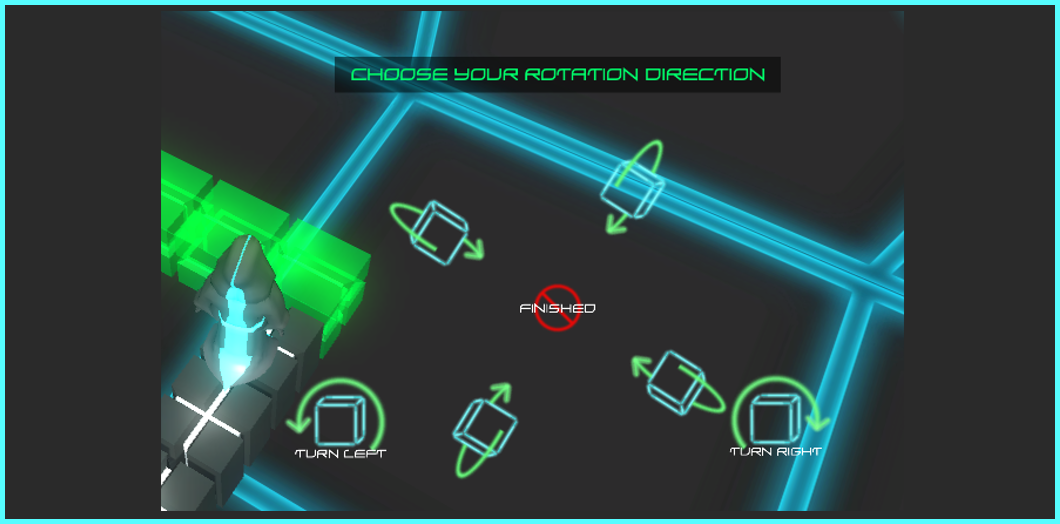 CHOOSE YOUR ROTATION DIRECTION
FINISHED
TURN LEFT
TURN RIGHT